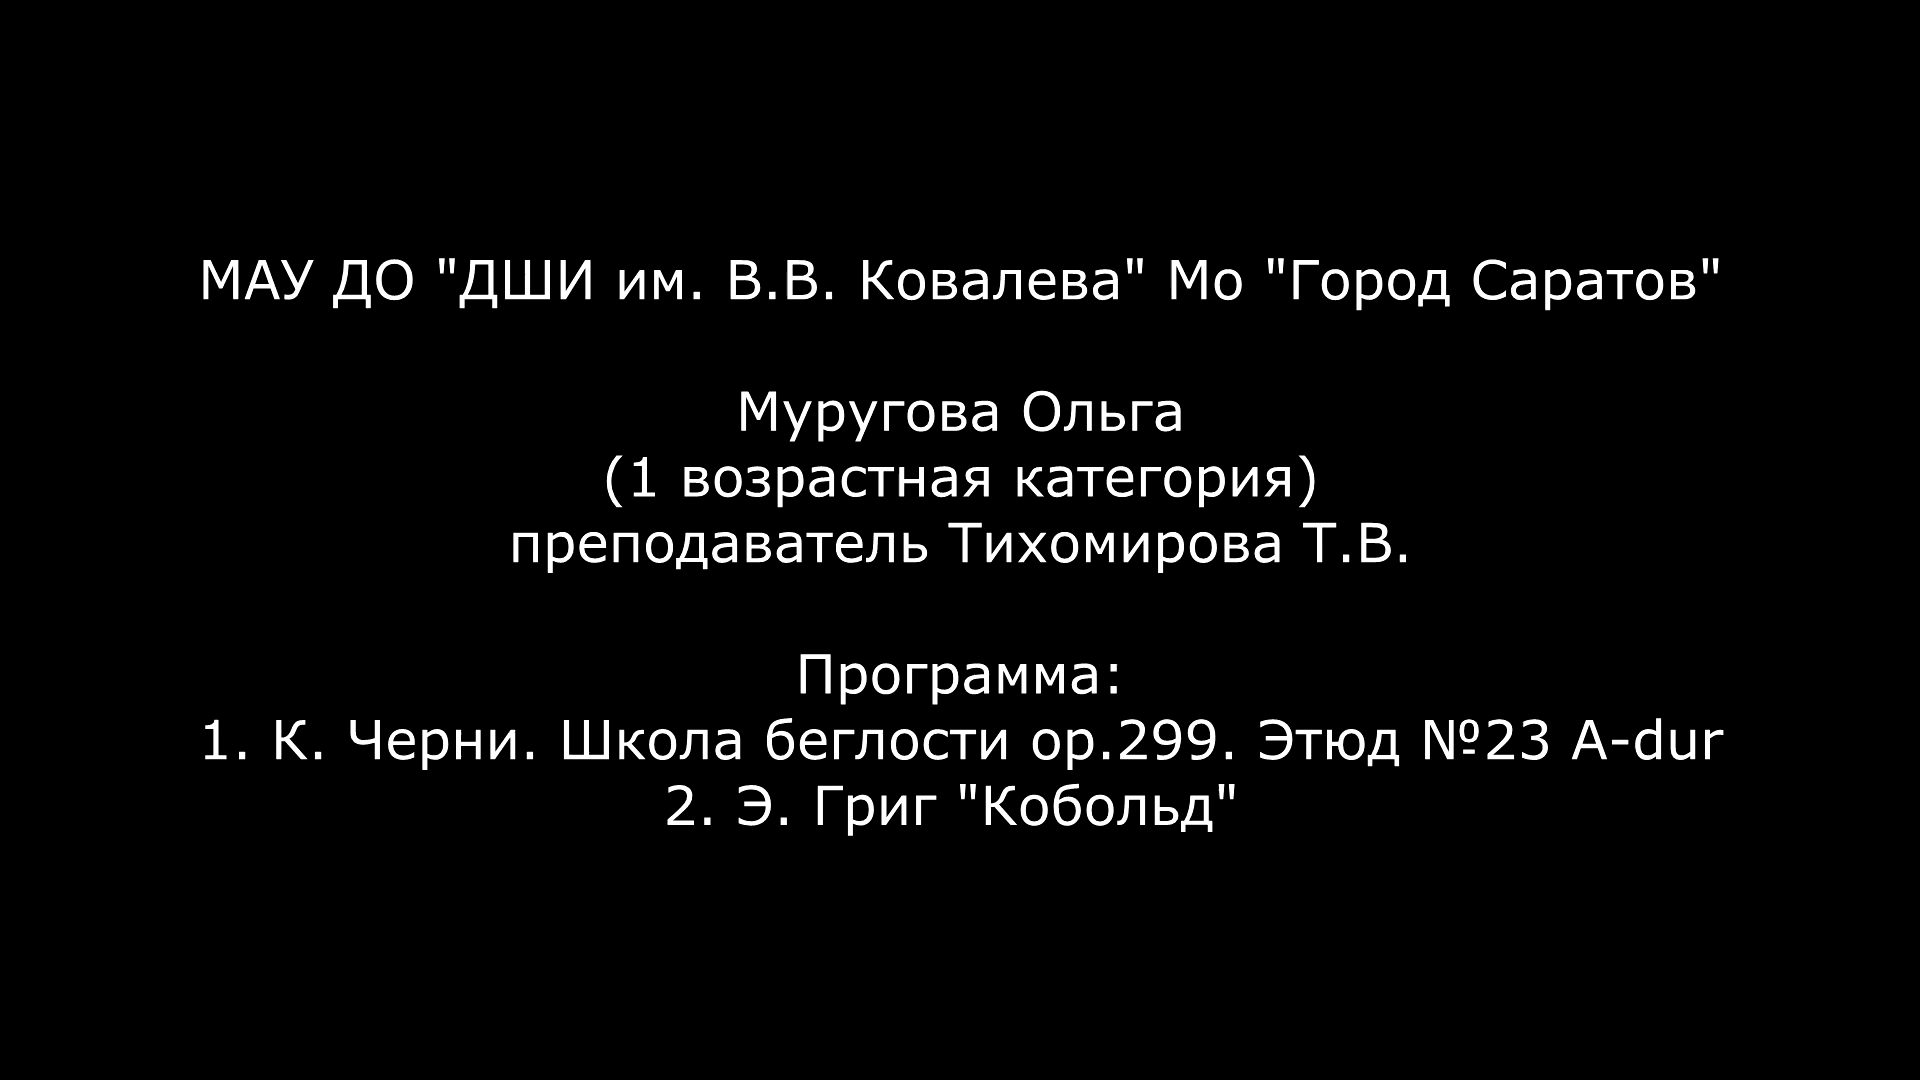 МАУ ДО "ДШИ им. В.В. Ковалева" Мо "Город Саратов"
Муругова Ольга
(1 возрастная категория)
преподаватель Тихомирова Т.В.
Программа:
1. К. Черни. Школа беглости ор.299. Этюд №23 A-dur
2. Э. Григ "Кобольд"